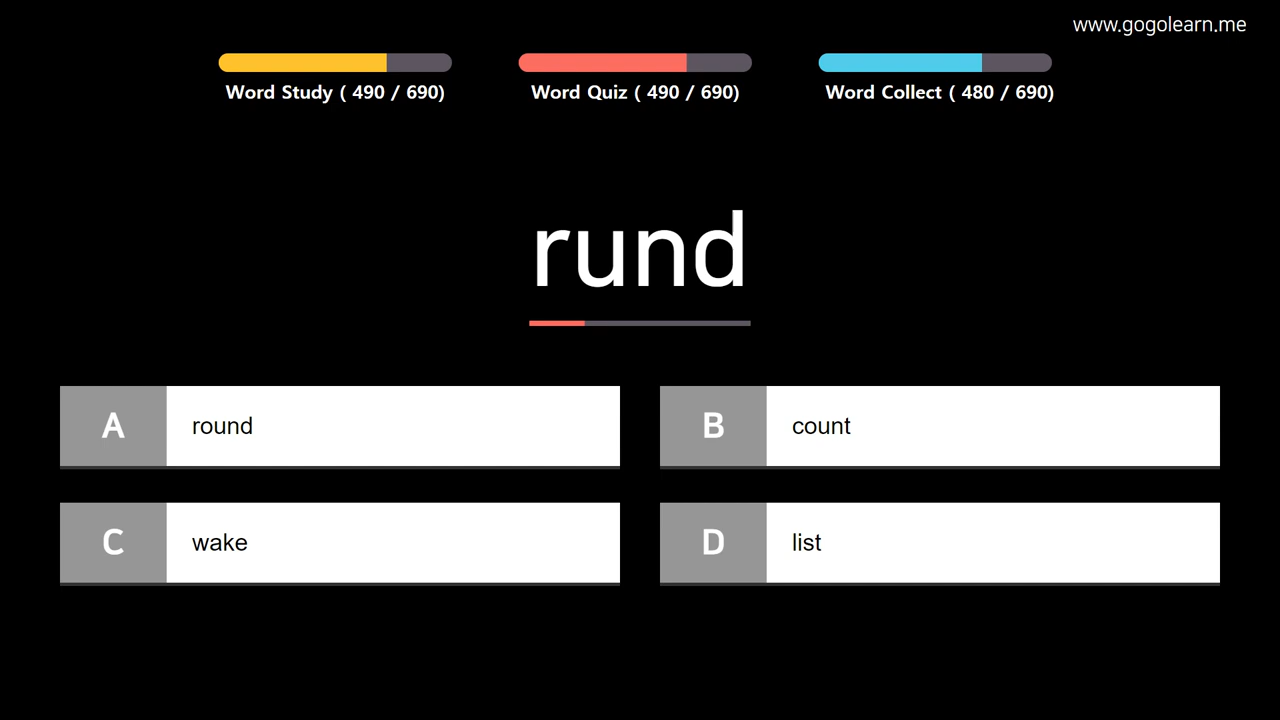 www.gogolearn.me
Word Study ( 490 / 690)
Word Quiz ( 490 / 690)
Word Collect ( 480 / 690)
rund
A round
B count
C wake
D list